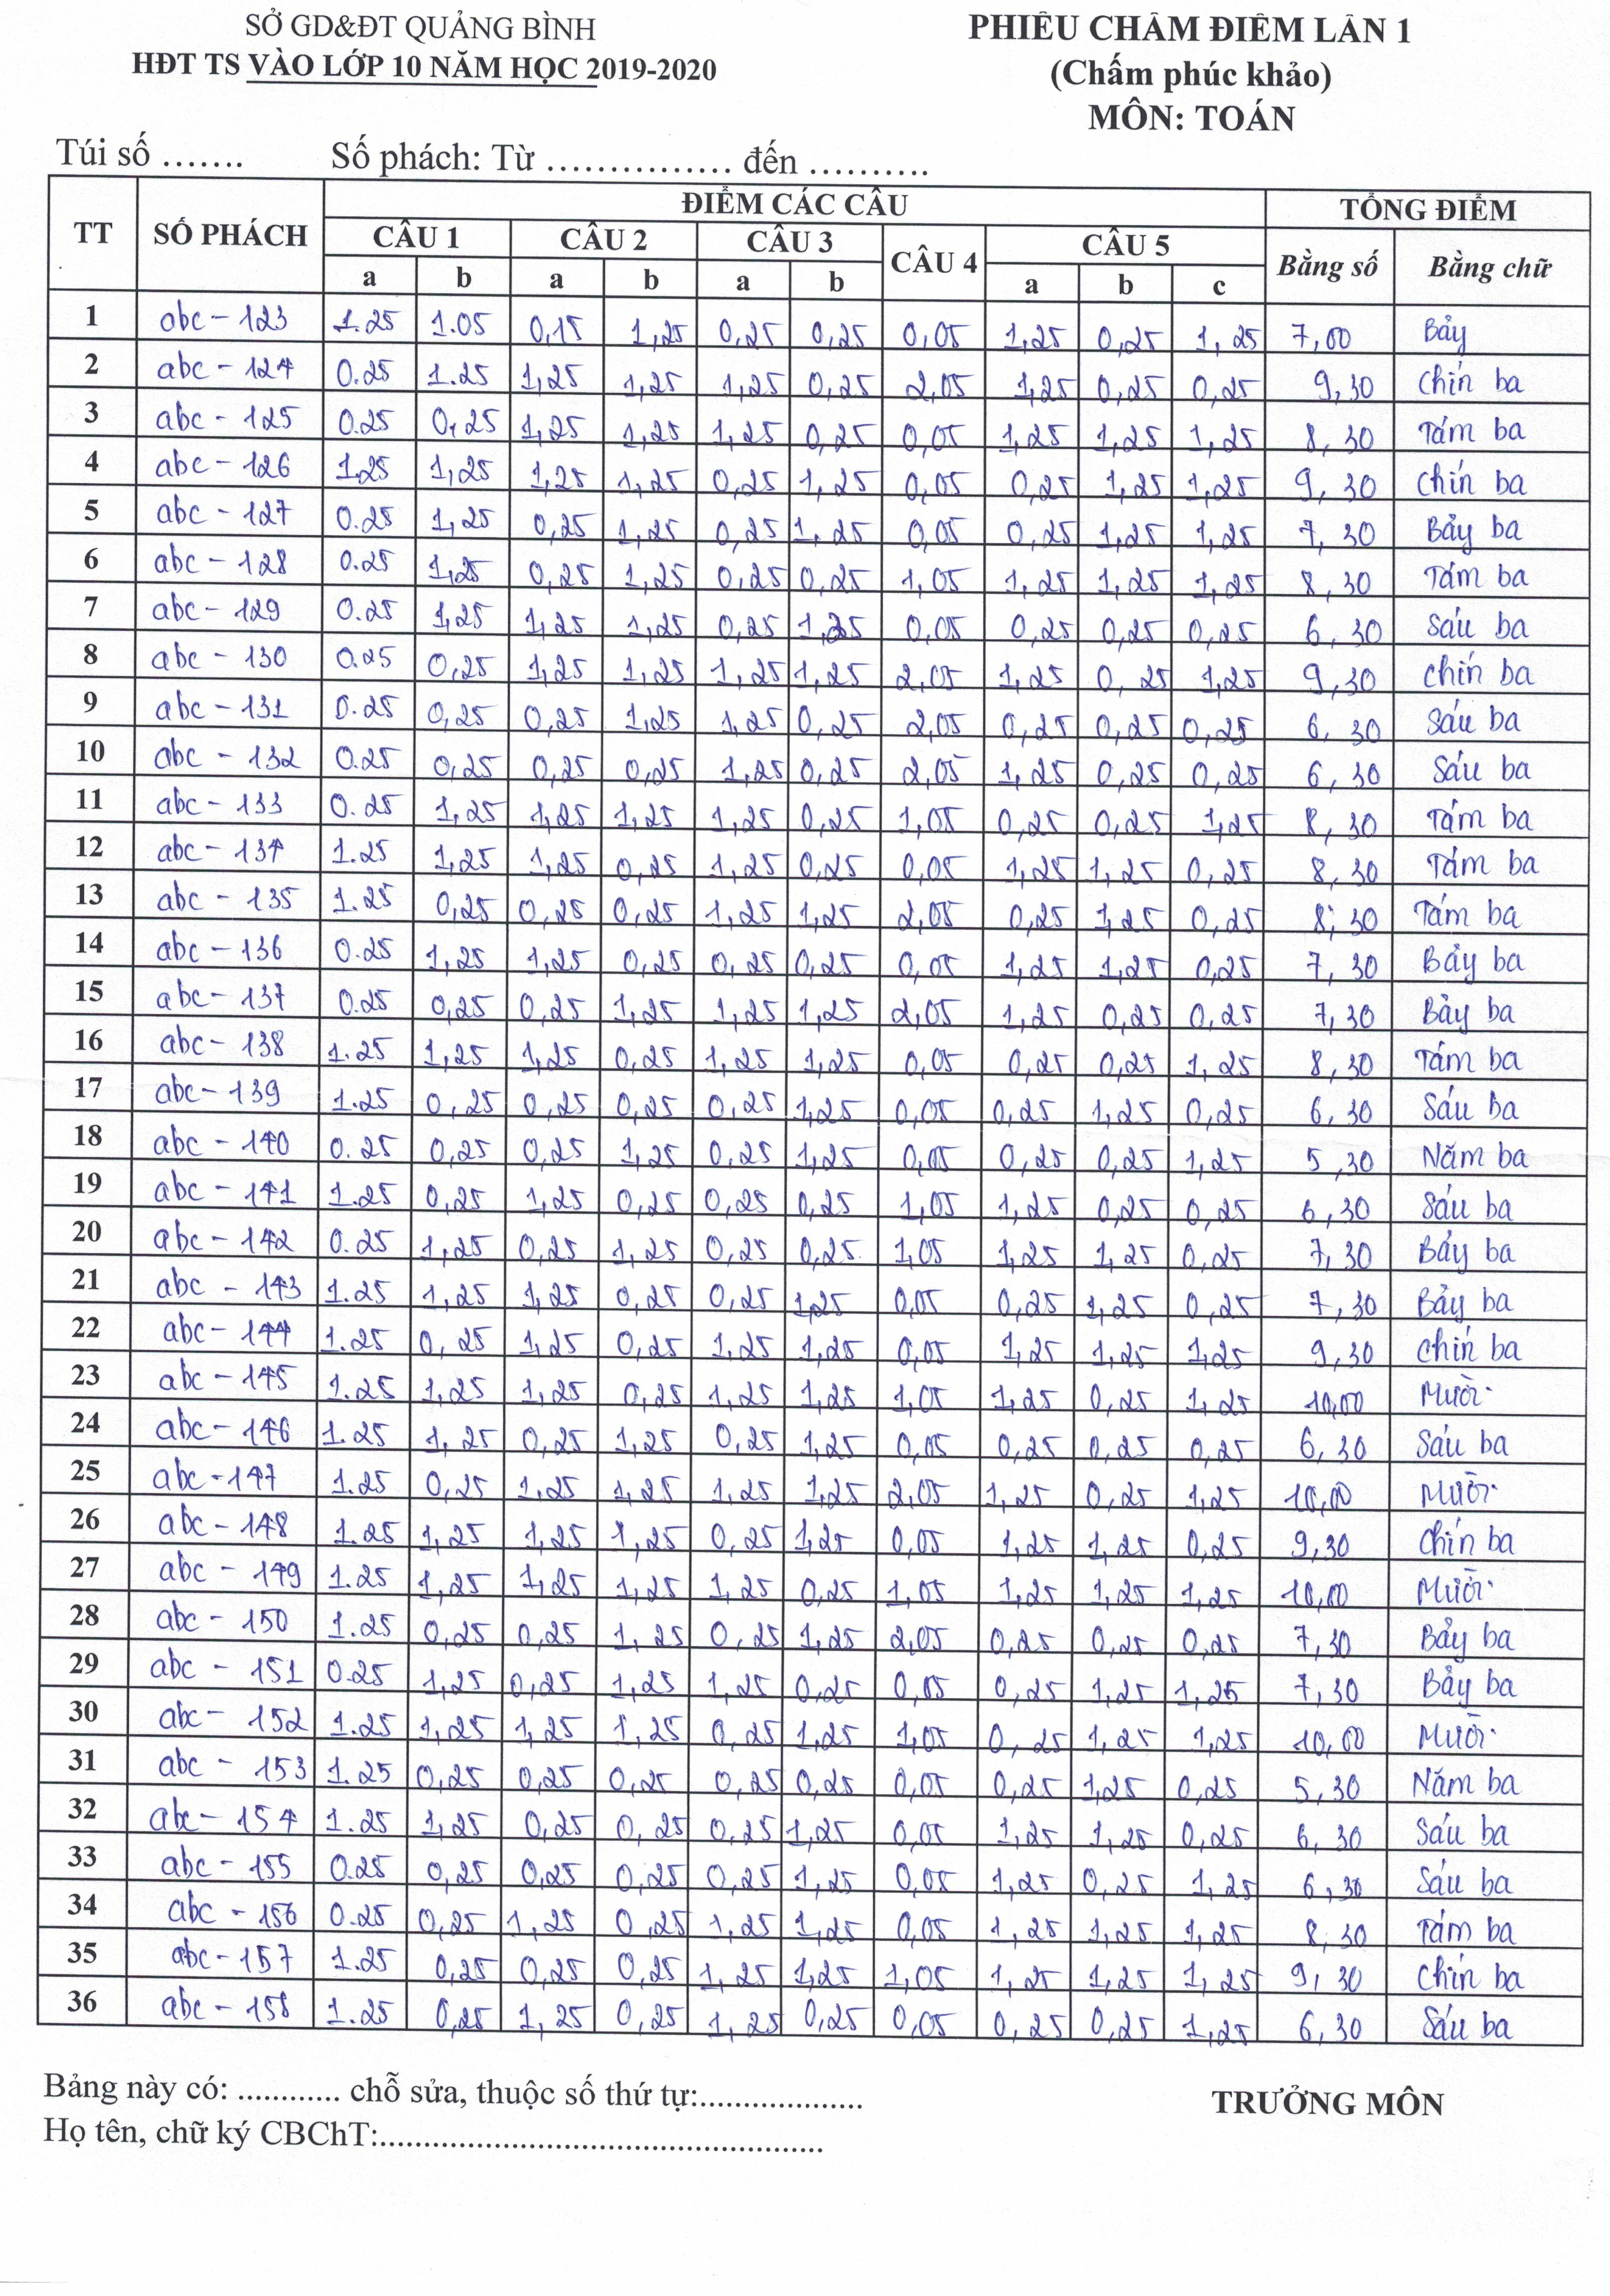 SỞ GD&ĐT QUẢNG BÌNH
HĐT TS VÀO LỚP 10 NĂM HỌC 2019-2020
PHIẾU CHẤM ĐIỂM LẦN 1
(Chấm phúc khảo)
MÔN: TOÁN
Túi số ....... Số phách: Từ ................ đến ..........
TT SỐ PHÁCH ĐIỂM CÁC CÂU TỔNG ĐIỂM
CÂU 1 CÂU 2 CÂU 3 CÂU 4 CÂU 5 Bằng số Bằng chữ
a b a b a b a b c
1 abc - 123 1.25 1.05 0,15 1,25 0,25 0,25 0,05 1,25 0,25 1,25 7,00 Bảy
2 abc - 124 0.25 1.25 1,25 1,25 1,25 0,25 2,05 1,25 0,25 0,25 9,30 Chín ba
3 abc - 125 0.25 0,25 1,25 1,25 1,25 0,25 0,05 1,25 1,25 1,25 8,30 Tám ba
4 abc - 126 1,25 1,25 1,25 1,25 0,25 1,25 0,05 0,25 1,25 1,25 9,30 Chín ba
5 abc - 127 0.25 1,25 0,25 1,25 0,25 1,25 0,05 0,25 1,25 1,25 7,30 Bảy ba
6 abc - 128 0.25 1,25 0,25 1,25 0,25 0,25 1,05 1,25 1,25 1,25 8,30 Tám ba
7 abc - 129 0.25 1,25 1,25 1,25 0,25 1,25 0,05 0,25 0,25 0,25 6,30 Sáu ba
8 abc - 130 0.25 0,25 1,25 1,25 1,25 1,25 2,05 1,25 0,25 1,25 9,30 Chín ba
9 abc - 131 0.25 0,25 0,25 1,25 1,25 0,25 2,05 0,25 0,25 0,25 6,30 Sáu ba
10 abc - 132 0.25 0,25 0,25 0,25 1,25 0,25 2,05 1,25 0,25 0,25 6,30 Sáu ba
11 abc - 133 0.25 1,25 1,25 1,25 1,25 0,25 1,05 0,25 0,25 1,25 8,30 Tám ba
12 abc - 134 1.25 1,25 1,25 0,25 1,25 0,25 0,05 1,25 1,25 0,25 8,30 Tám ba
13 abc - 135 1.25 0,25 0,25 0,25 1,25 1,25 2,05 0,25 1,25 0,25 8,30 Tám ba
14 abc - 136 0.25 1,25 1,25 0,25 0,25 0,25 0,05 1,25 1,25 0,25 7,30 Bảy ba
15 abc - 137 0.25 0,25 0,25 1,25 1,25 1,25 2,05 1,25 0,25 0,25 7,30 Bảy ba
16 abc - 138 1.25 1,25 1,25 0,25 1,25 1,25 0,05 0,25 0,25 1,25 8,30 Tám ba
17 abc - 139 1.25 0,25 0,25 0,25 0,25 1,25 0,05 0,25 1,25 0,25 6,30 Sáu ba
18 abc - 140 0.25 0,25 0,25 1,25 0,25 1,25 0,05 0,25 0,25 1,25 5,30 Năm ba
19 abc - 141 1.25 0,25 1,25 0,25 0,25 0,25 1,05 1,25 0,25 0,25 6,30 Sáu ba
20 abc - 142 0.25 1,25 0,25 1,25 0,25 0,25 1,05 1,25 1,25 0,25 7,30 Bảy ba
21 abc - 143 1.25 1,25 1,25 0,25 0,25 1,25 0,05 0,25 1,25 0,25 7,30 Bảy ba
22 abc - 144 1.25 0,25 1,25 0,25 1,25 1,25 0,05 1,25 1,25 1,25 9,30 Chín ba
23 abc - 145 1.25 1,25 1,25 0,25 1,25 1,25 1,05 1,25 0,25 1,25 10,00 Mười
24 abc - 146 1.25 1,25 0,25 1,25 0,25 1,25 0,05 0,25 0,25 0,25 6,30 Sáu ba
25 abc - 147 1.25 0,25 1,25 1,25 1,25 1,25 2,05 1,25 0,25 1,25 10,00 Mười
26 abc - 148 1.25 1,25 1,25 1,25 0,25 1,25 0,05 1,25 1,25 0,25 9,30 Chín ba
27 abc - 149 1.25 1,25 1,25 1,25 1,25 0,25 1,05 1,25 1,25 1,25 10,00 Mười
28 abc - 150 1.25 0,25 0,25 1,25 0,25 1,25 2,05 0,25 0,25 0,25 7,30 Bảy ba
29 abc - 151 0.25 1,25 0,25 1,25 1,25 0,25 0,05 0,25 1,25 1,25 7,30 Bảy ba
30 abc - 152 1.25 1,25 1,25 1,25 0,25 1,25 1,05 0,25 1,25 1,25 10,00 Mười
31 abc - 153 1.25 0,25 0,25 0,25 0,25 0,25 0,05 0,25 1,25 0,25 5,30 Năm ba
32 abc - 154 1.25 1,25 0,25 0,25 0,25 1,25 0,05 1,25 1,25 0,25 6,30 Sáu ba
33 abc - 155 0.25 0,25 0,25 0,25 0,25 1,25 0,05 1,25 0,25 1,25 6,30 Sáu ba
34 abc - 156 0.25 0,25 1,25 0,25 1,25 1,25 0,05 1,25 1,25 1,25 8,30 Tám ba
35 abc - 157 1.25 0,25 0,25 0,25 1,25 1,25 1,05 1,25 1,25 1,25 9,30 Chín ba
36 abc - 158 1.25 0,25 1,25 0,25 1,25 0,25 0,05 0,25 0,25 1,25 6,30 Sáu ba
Bảng này có: ............ chỗ sửa, thuộc số thứ tự:...................
TRƯỞNG MÔN
Họ tên, chữ ký CBChT:..................................................